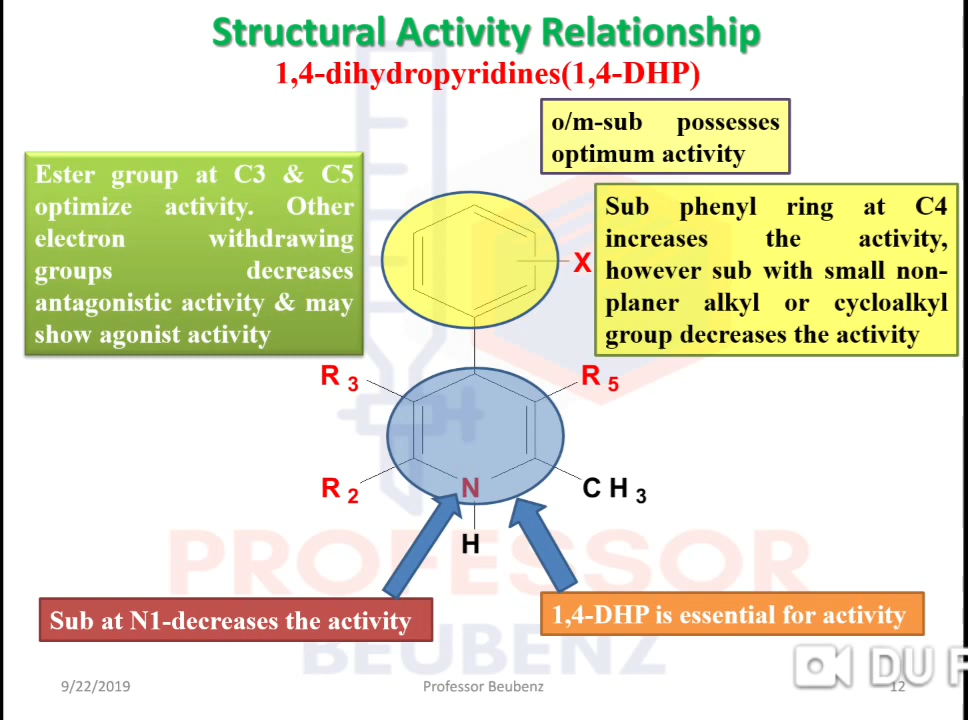 Structural Activity Relationship
1,4-dihydropyridines(1,4-DHP)
o/m-sub possesses
optimum activity
Ester group at C3 & C5
optimize activity. Other
electron withdrawing
groups decreases
antagonistic activity & may
show agonist activity
Sub phenyl ring at C4
increases the activity,
however sub with small non-
planer alkyl or cycloalkyl
group decreases the activity
X
R 3
R 5
R 2
N
C H 3
H
PROFESSOR
BEUBENZ
Sub at N1-decreases the activity
1,4-DHP is essential for activity
DU F
9/22/2019
Professor Beubenz
12